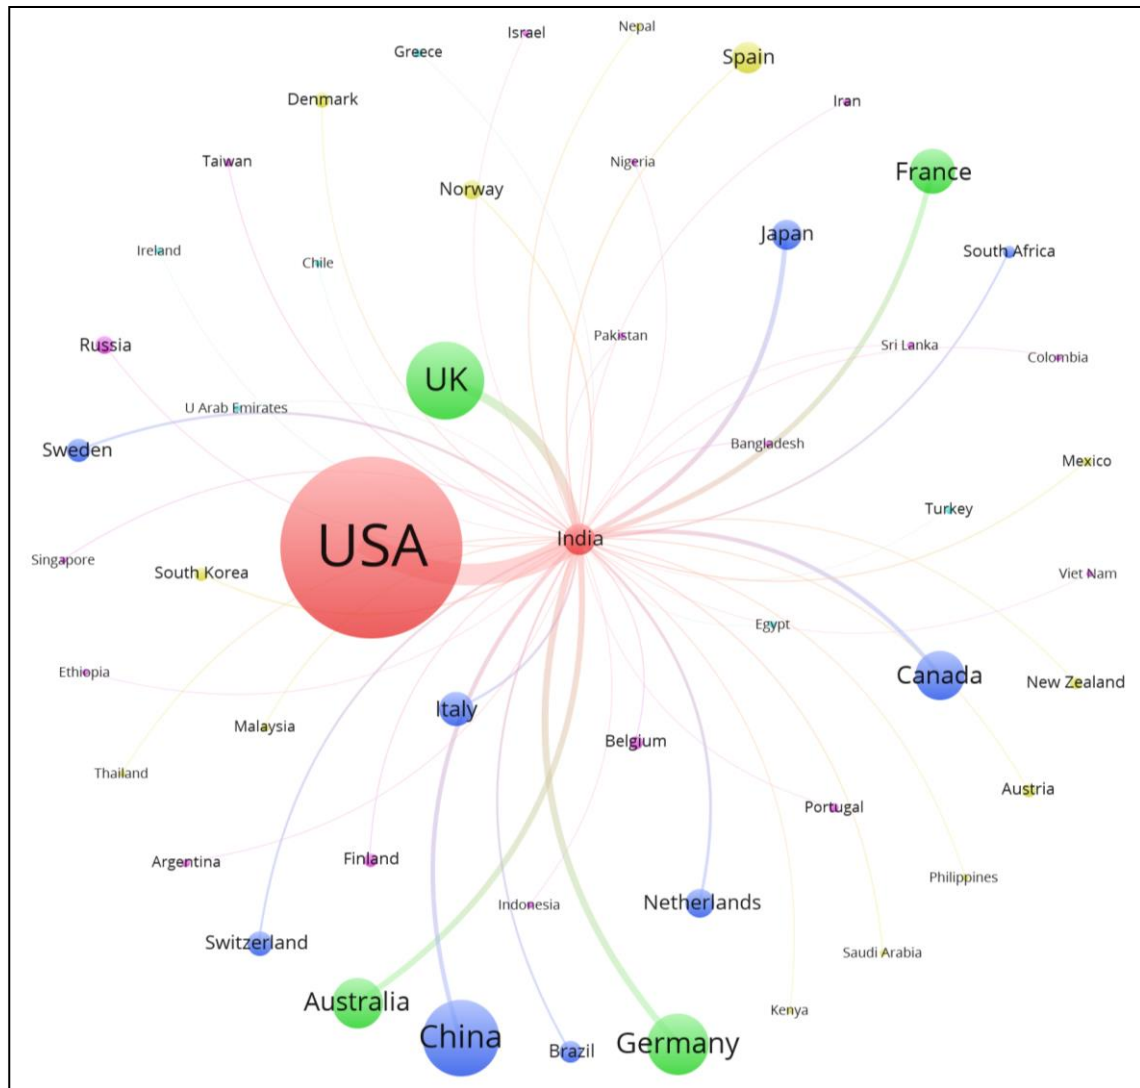 Nepal
Israel
Greece
Spain
Denmark
Iran
Taiwan
Nigeria
France
Norway
Japan
Ireland
South Africa
Chile
Pakistan
Russia
Sri Lanka
Colombia
UK
U Arab Emirates
Bangladesh
Sweden
Mexico
Turkey
India
USA
Singapore
South Korea
Viet Nam
Egypt
Ethiopia
Canada
New Zealand
Italy
Malaysia
Belgium
Thailand
Austria
Portugal
Argentina
Finland
Philippines
Netherlands
Indonesia
Switzerland
Saudi Arabia
Australia
Kenya
China
Germany
Brazil